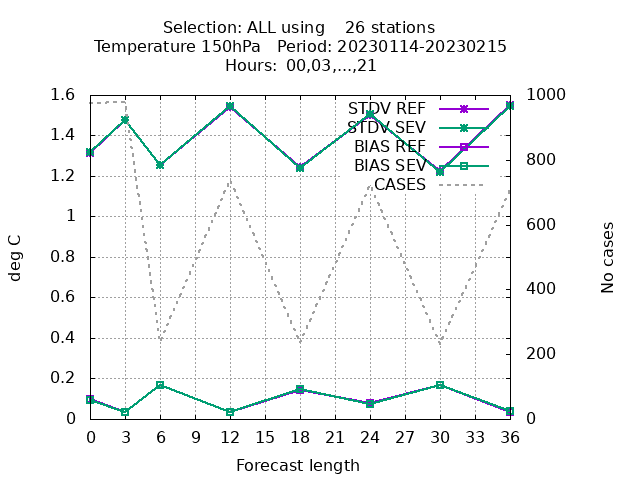 Selection: ALL using    26 stations
Temperature 150hPa   Period: 20230114-20230215
Hours: 00,03,...,21
1.6
1.4
1.2
1
0.8
0.6
0.4
0.2
0
deg C
STDV REF
STDV SEV
BIAS REF
BIAS SEV
CASES
1000
800
600
400
200
0
No cases
0 3 6 9 12 15 18 21 24 27 30 33 36
Forecast length